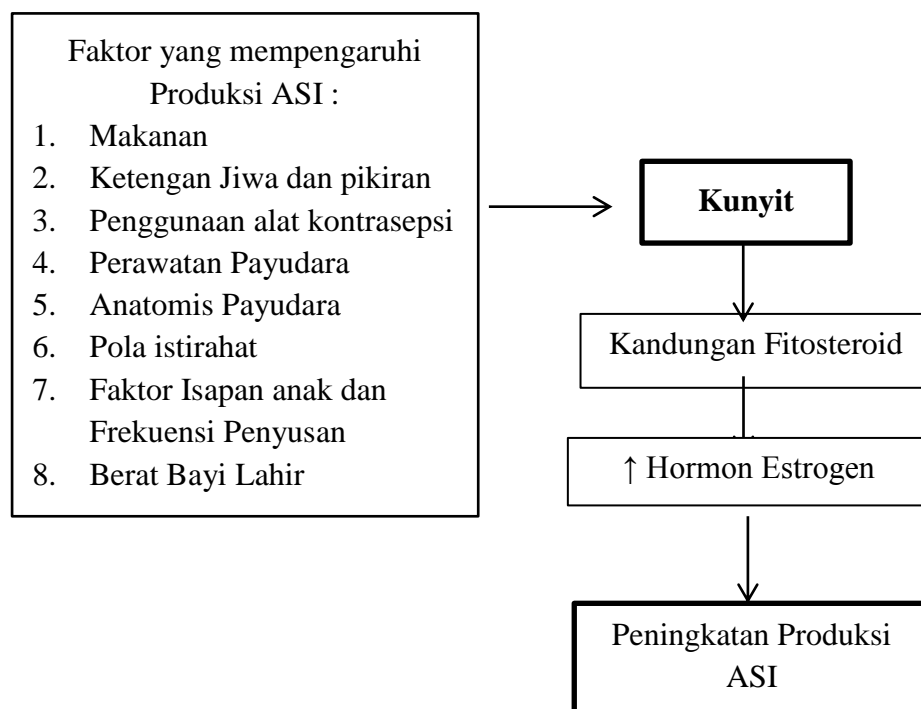 Faktor yang mempengaruhi
Produksi ASI :
1. Makanan
2. Ketengan Jiwa dan pikiran
3. Penggunaan alat kontrasepsi
4. Perawatan Payudara
5. Anatomis Payudara
6. Pola istirahat
7. Faktor Isapan anak dan
Frekuensi Penyusan
8. Berat Bayi Lahir
Kunyit
Kandungan Fitosteroid
↑ Hormon Estrogen
Peningkatan Produksi
ASI